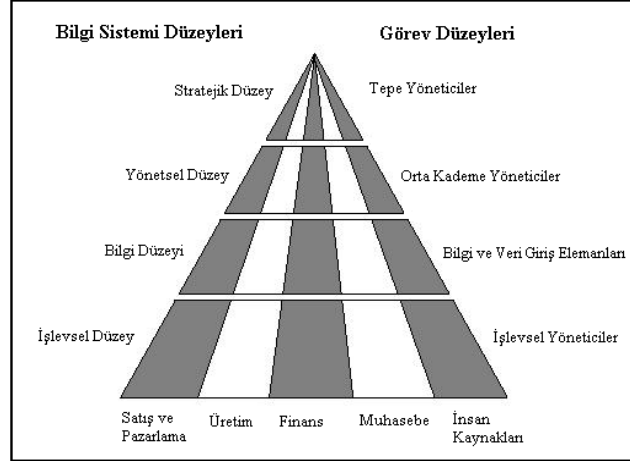 Bilgi Sistemi Düzeyleri
Görev Düzeyleri
Stratejik Düzey
Tepe Yöneticiler
Yönetsel Düzey
Orta Kademe Yöneticiler
Bilgi Düzeyi
Bilgi ve Veri Giriş Elemanları
İşlevsel Düzey
İşlevsel Yöneticiler
Satış ve
Pazarlama
Üretim
Finans
Muhasebe
İnsan
Kaynakları